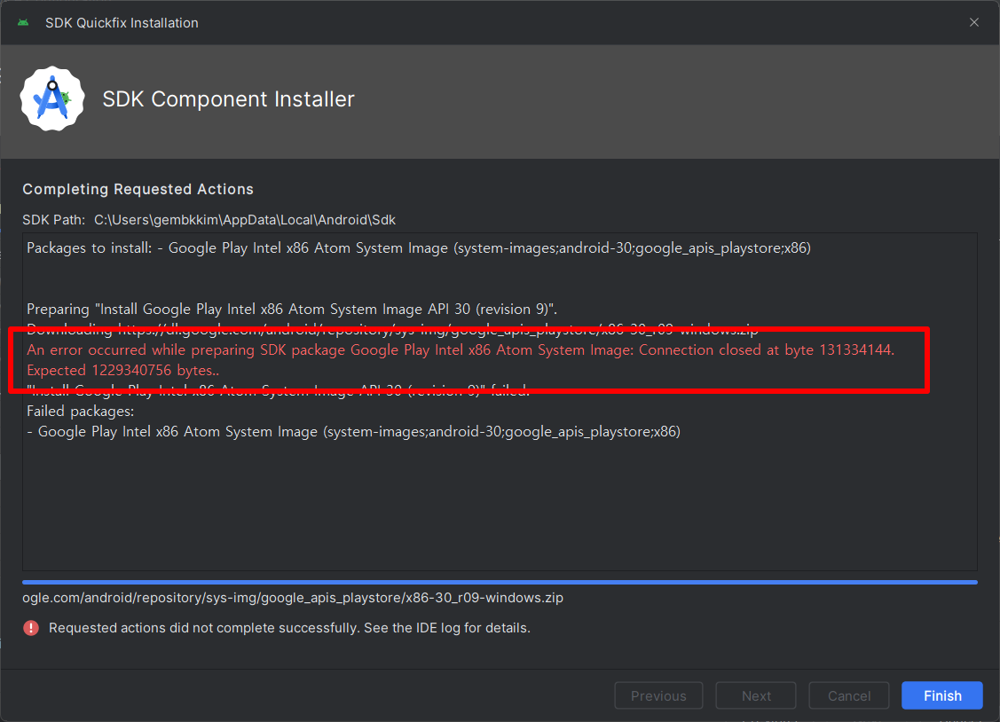 SDK Quickfix Installation
SDK Component Installer
Completing Requested Actions
SDK Path: C:\Users\gembkkim\AppData\Local\Android\Sdk
Packages to install: - Google Play Intel x86 Atom System Image (system-images;android-30;google_apis_playstore;x86)
Preparing "Install Google Play Intel x86 Atom System Image API 30 (revision 9)".
Downloading https://dl.google.com/android/repository/sys-img/google_apis_playstore/x86-30_r09-windows.zip
An error occurred while preparing SDK package Google Play Intel x86 Atom System Image: Connection closed at byte 131334144.
Expected 1229340756 bytes..
"Install Google Play Intel x86 Atom System Image API 30 (revision 9)" failed.
Failed packages:
- Google Play Intel x86 Atom System Image (system-images;android-30;google_apis_playstore;x86)
ogle.com/android/repository/sys-img/google_apis_playstore/x86-30_r09-windows.zip
Requested actions did not complete successfully. See the IDE log for details.
Previous Next Cancel Finish